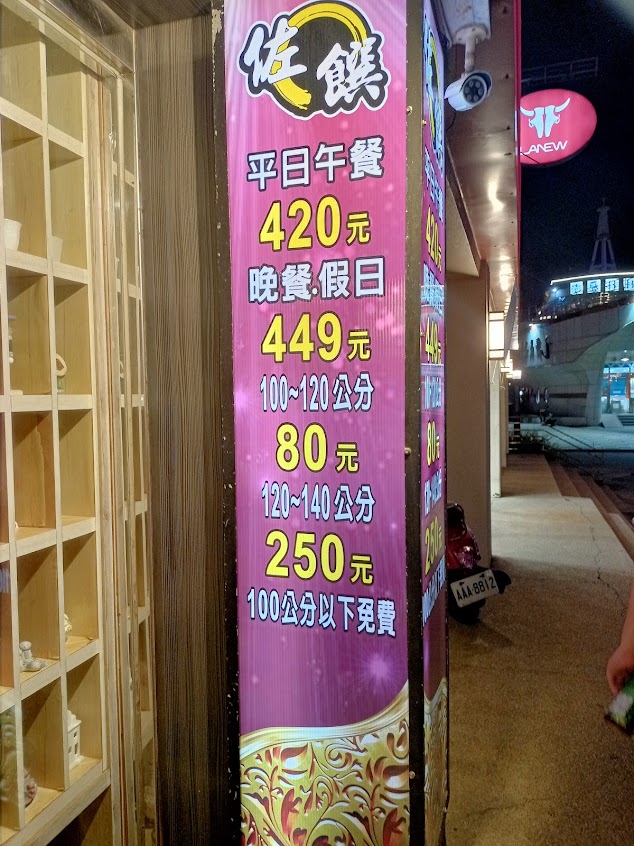 佐饌
平日午餐
420元
晚餐.假日
449元
100~120公分
80元
120~140公分
250元
100公分以下免費
LANEW
AAA-8812